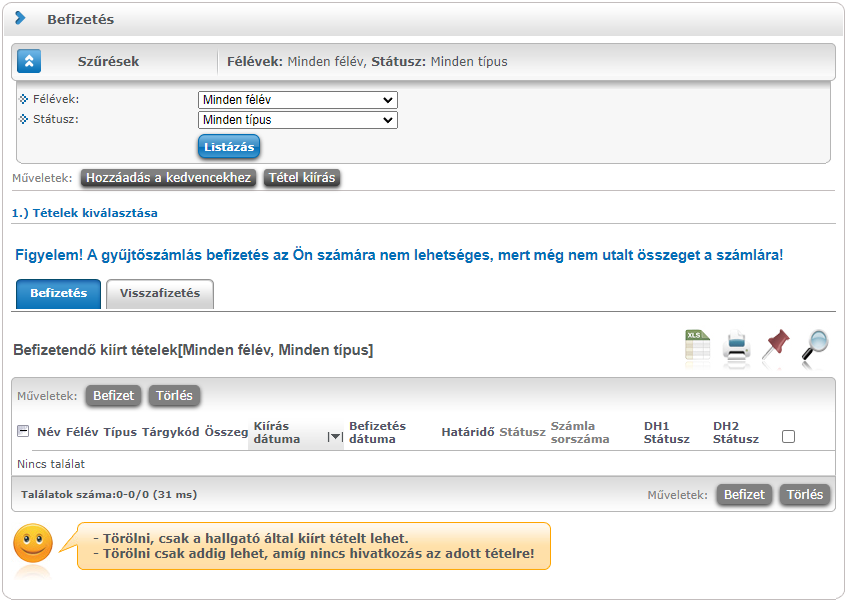 Befizetés
Szűrések Félévek: Minden félév, Státusz: Minden típus
Félévek: Minden félév
Státusz: Minden típus
Listázás
Műveletek: Hozzáadás a kedvencekhez Tétel kiírás
1.) Tételek kiválasztása
Figyelem! A gyűjtőszámlás befizetés az Ön számára nem lehetséges, mert még nem utalt összeget a számlára!
Befizetés Visszafizetés
XLS
Befizetendő kiírt tételek[Minden félév, Minden típus]
Műveletek: Befizet Törlés
Név Félév Típus Tárgykód Összeg Kiírás dátuma Befizetés dátuma Határidő Státusz Számla sorszáma DH1 Státusz DH2 Státusz
Nincs találat
Találatok száma:0-0/0 (31 ms) Műveletek: Befizet Törlés
- Törölni, csak a hallgató által kiírt tételt lehet.
- Törölni csak addig lehet, amíg nincs hivatkozás az adott tételre!